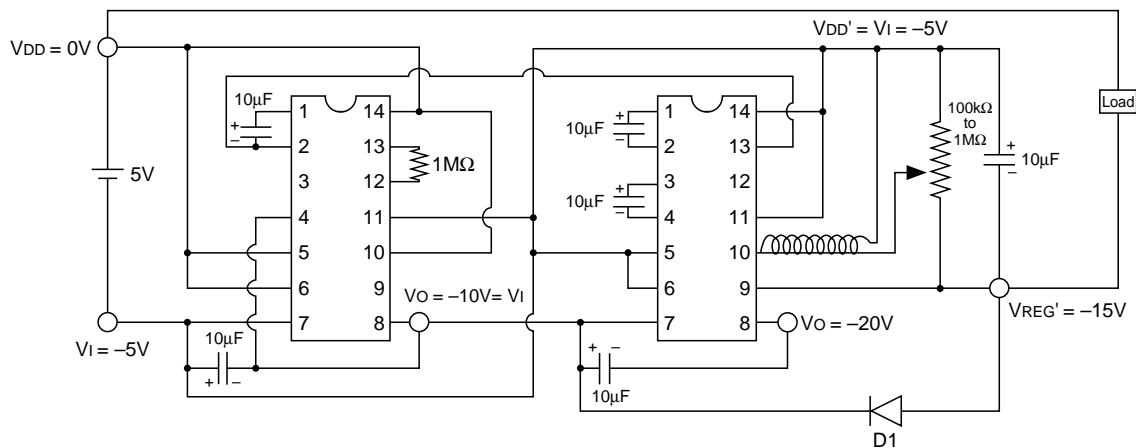 VDD = 0V
5V
VI = –5V
10µF
+
–
1
2
3
4
5
6
7
14
13
12
11
10
9
8
1MΩ
10µF
+
–
VO = –10V= VI
10µF
+
–
10µF
+
–
1
2
3
4
5
6
7
14
13
12
11
10
9
8
+
–
10µF
VO = –20V
VDD' = VI = –5V
100kΩ
to
1MΩ
+
10µF
–
Load
VREG' = –15V
D1